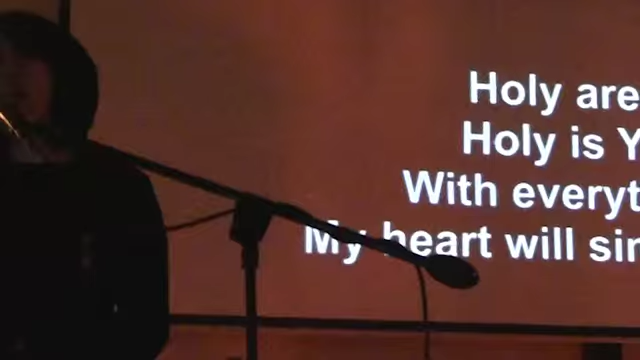 Holy are
Holy is Y
With everyt
My heart will sin